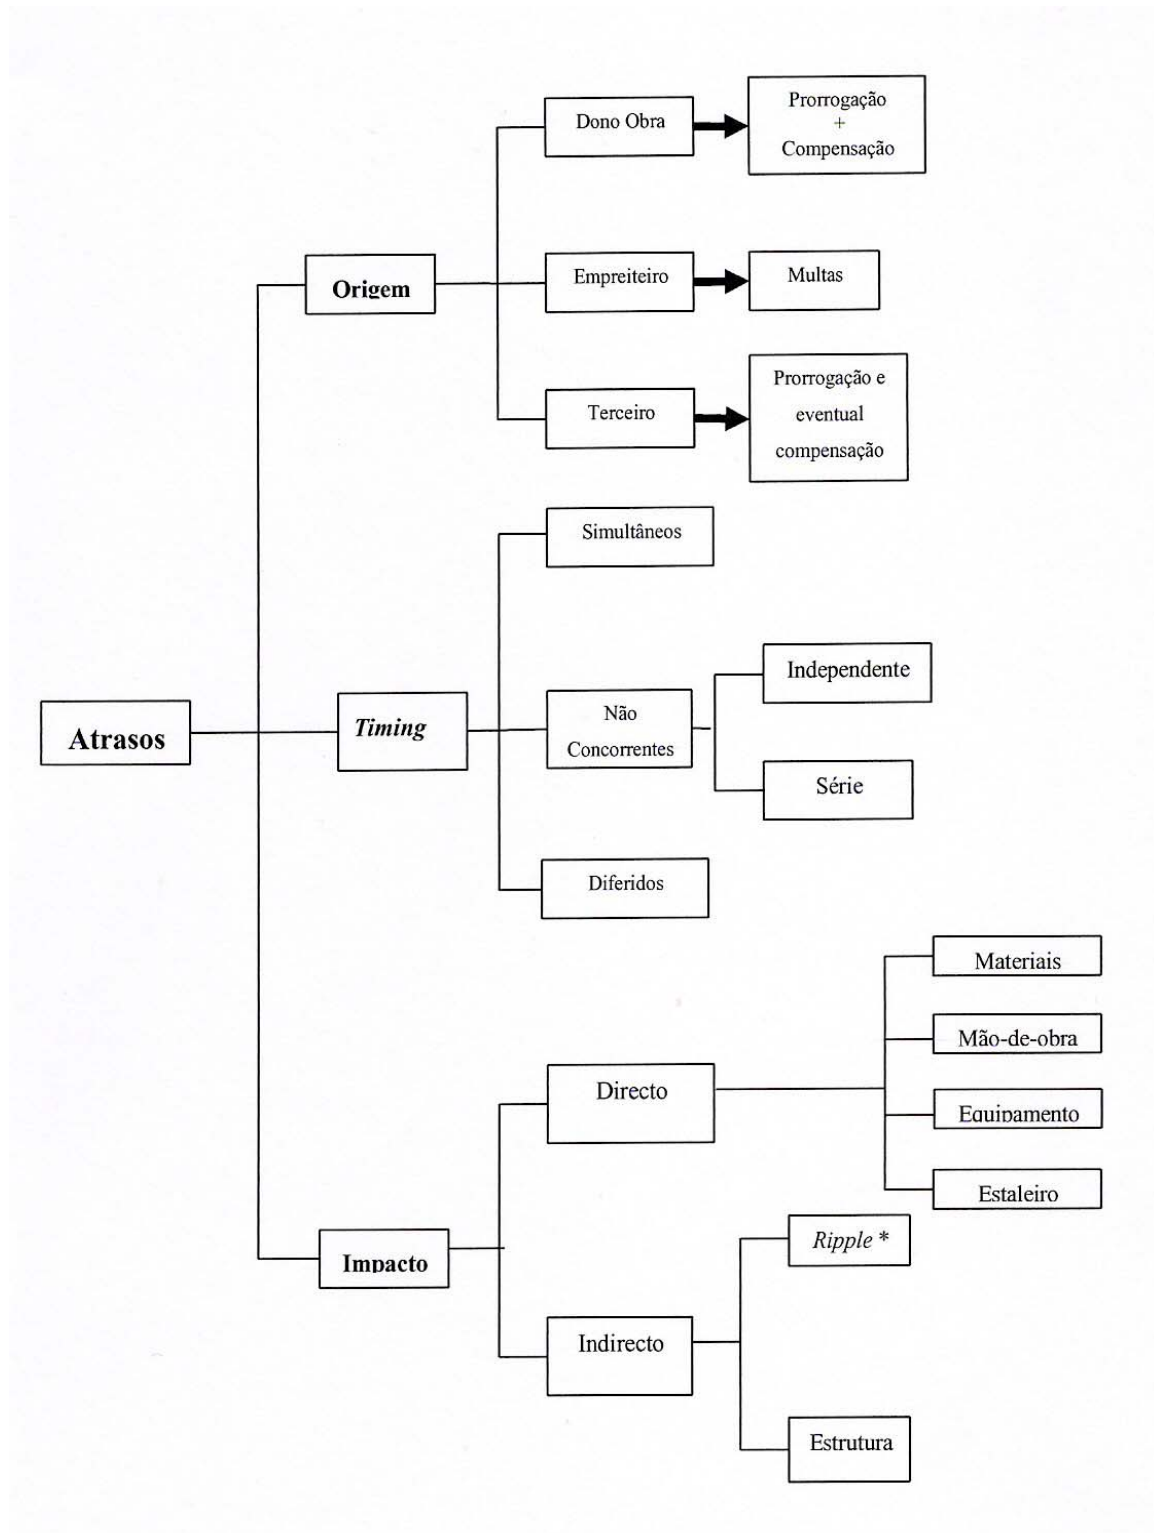 Dono Obra
Prorrogação
+
Compensação
Origem
Empreiteiro
Multas
Terceiro
Prorrogação e
eventual
compensação
Simultâneos
Atrasos
Timing
Não
Concorrentes
Independente
Série
Diferidos
Materiais
Mão-de-obra
Directo
Equipamento
Estaleiro
Impacto
Ripple *
Indirecto
Estrutura